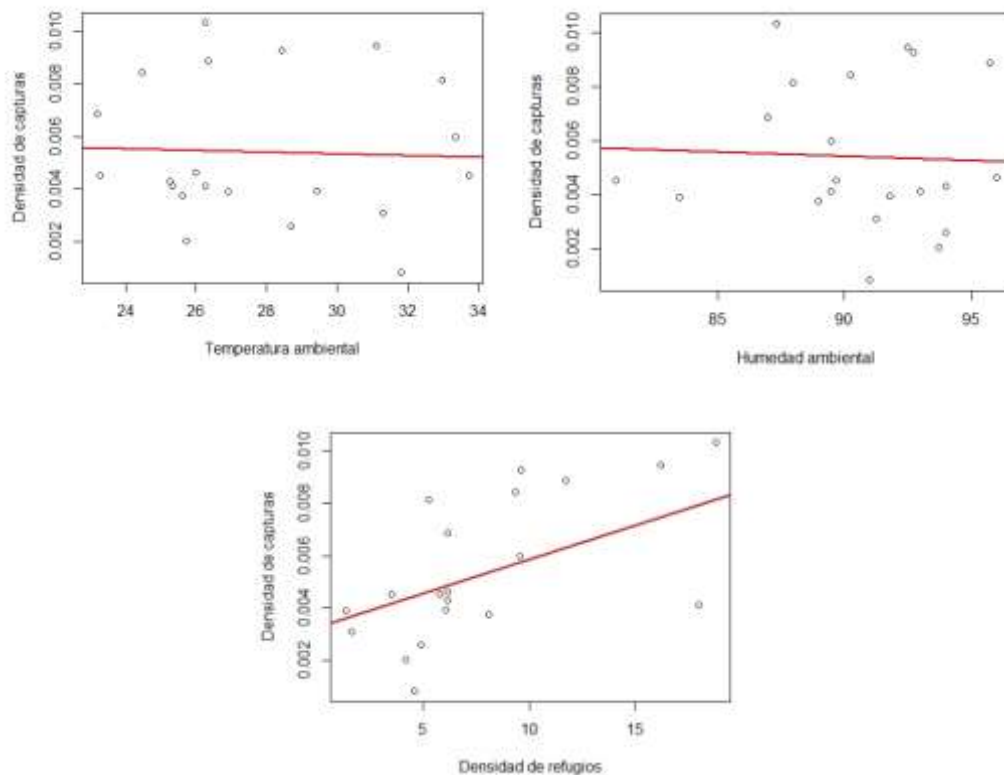 Densidad de capturas
0.010
0.008
0.006
0.004
0.002
24 26 28 30 32 34
Temperatura ambiental
Densidad de capturas
0.010
0.008
0.006
0.004
0.002
85 90 95
Humedad ambiental
Densidad de capturas
0.010
0.008
0.006
0.004
0.002
5 10 15
Densidad de refugios